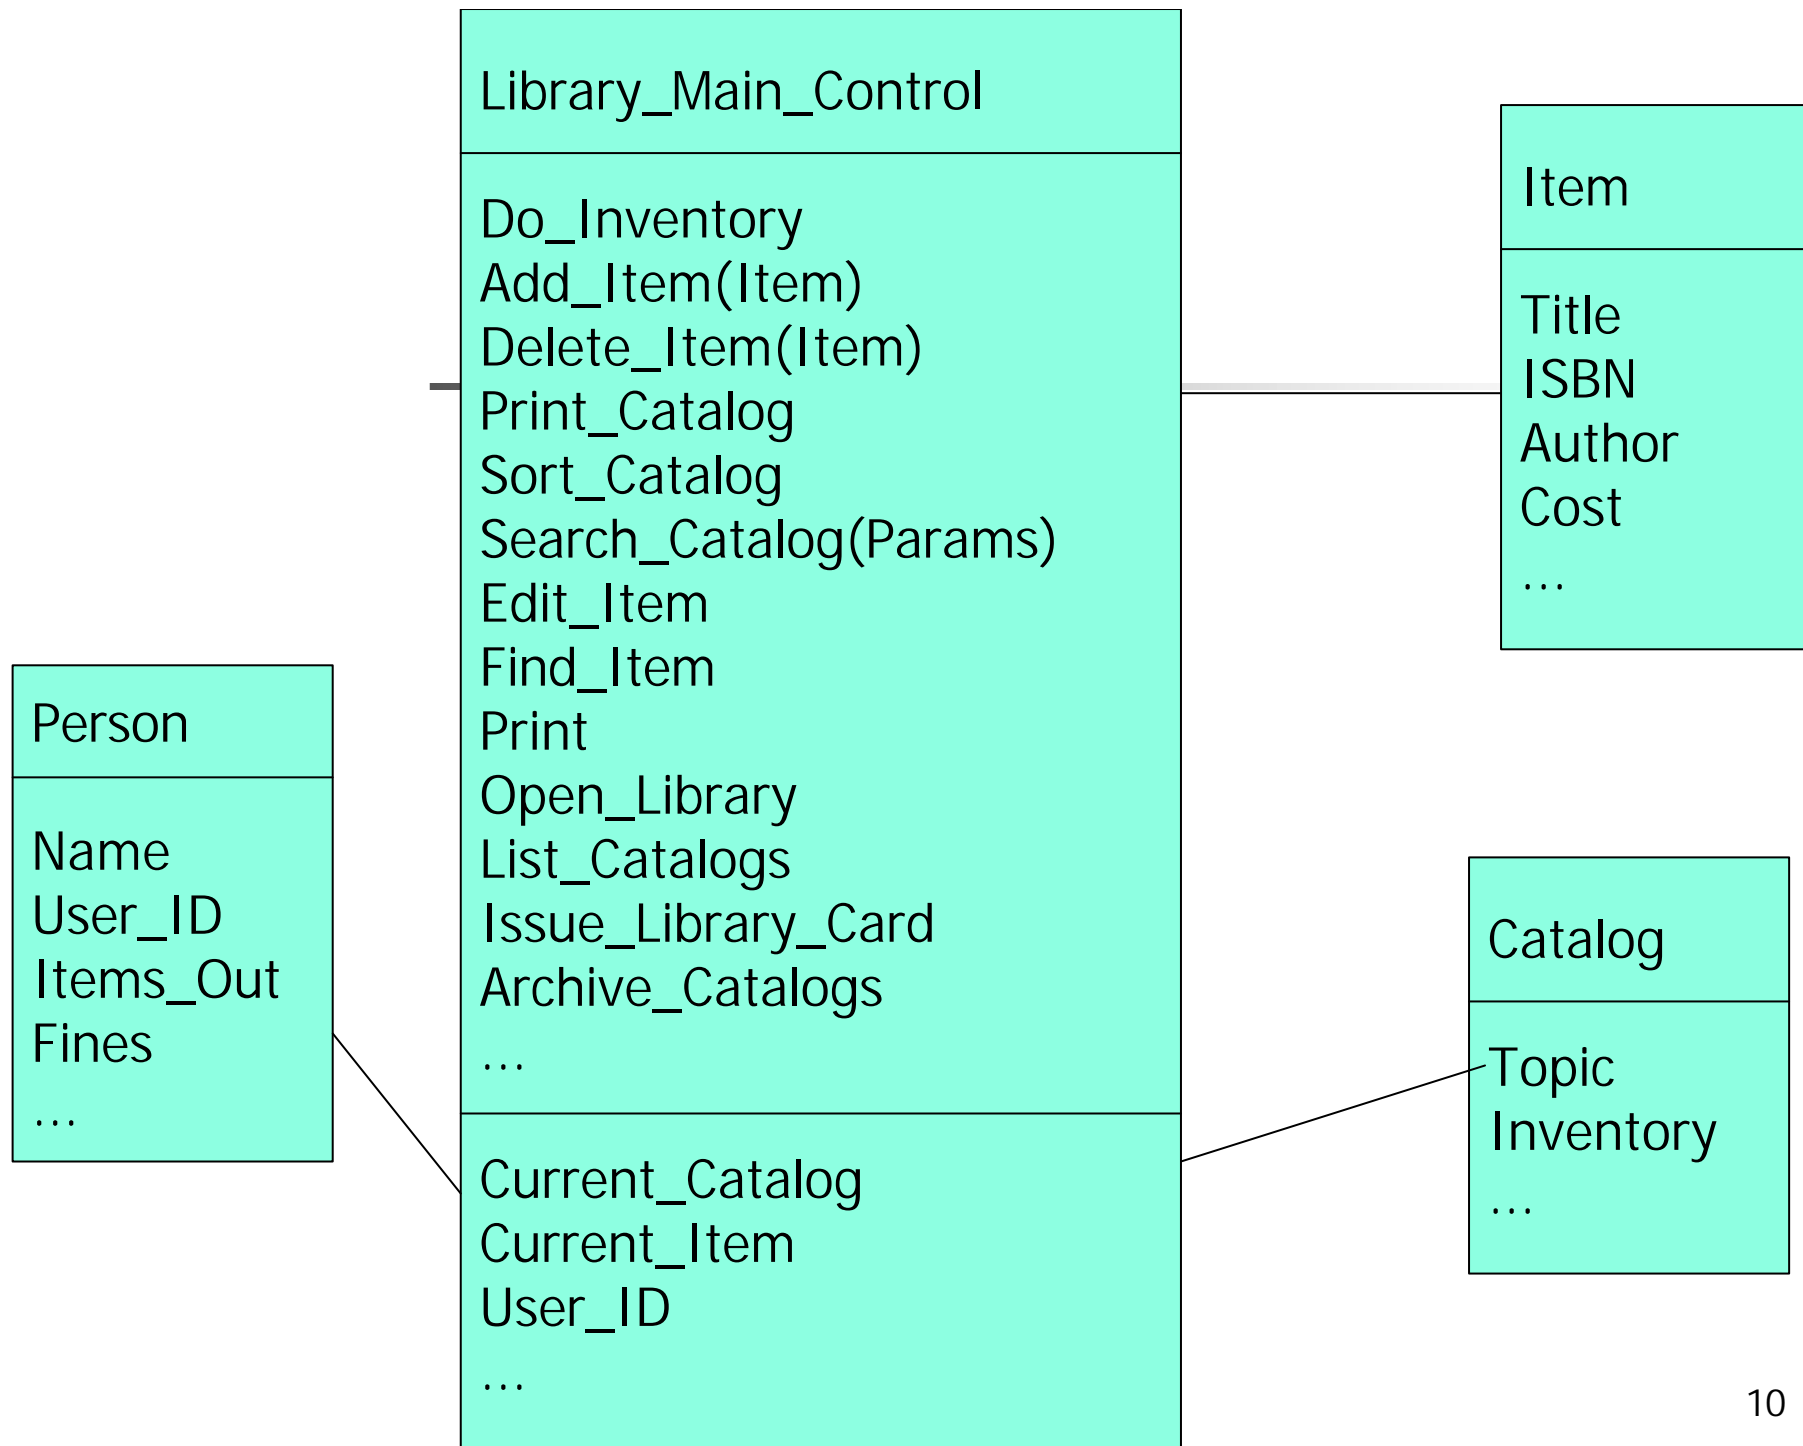 Library_Main_Control
Do_Inventory
Add_Item(Item)
Delete_Item(Item)
Print_Catalog
Sort_Catalog
Search_Catalog(Params)
Edit_Item
Find_Item
Print
Open_Library
List_Catalogs
Issue_Library_Card
Archive_Catalogs
…
Current_Catalog
Current_Item
User_ID
…
Item
Title
ISBN
Author
Cost
…
Person
Name
User_ID
Items_Out
Fines
…
Catalog
Topic
Inventory
…
10